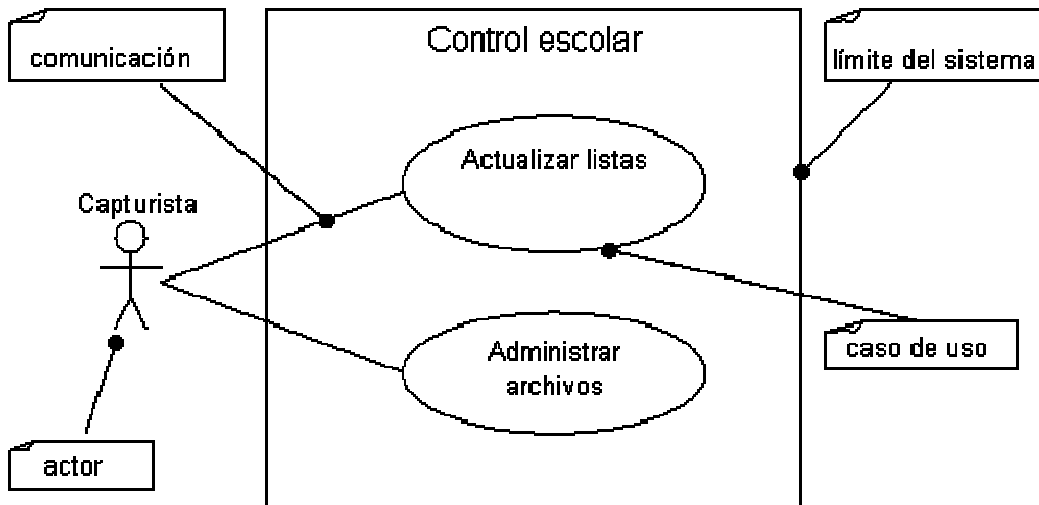 Control escolar
comunicación
límite del sistema
Actualizar listas
Capturista
Administrar
archivos
caso de uso
actor